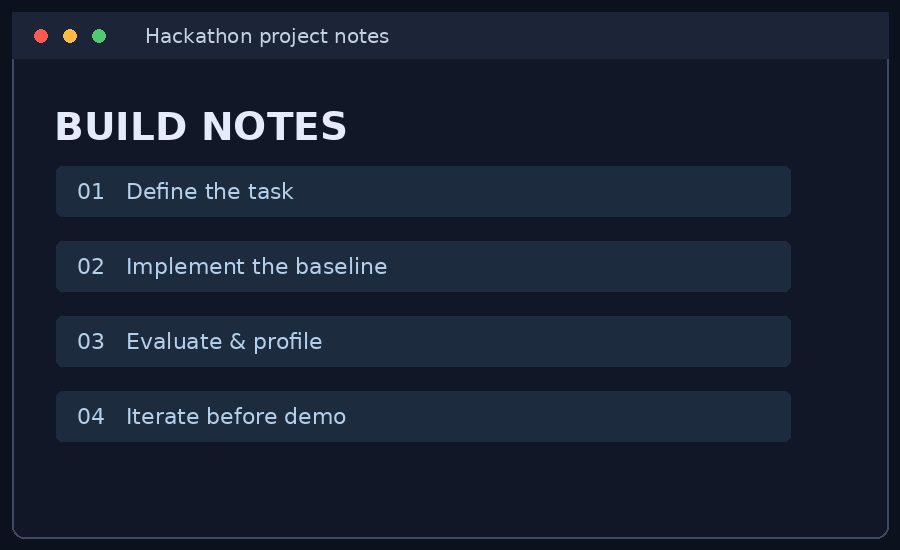 Hackathon project notes
BUILD NOTES
01 Define the task
02 Implement the baseline
03 Evaluate & profile
04 Iterate before demo